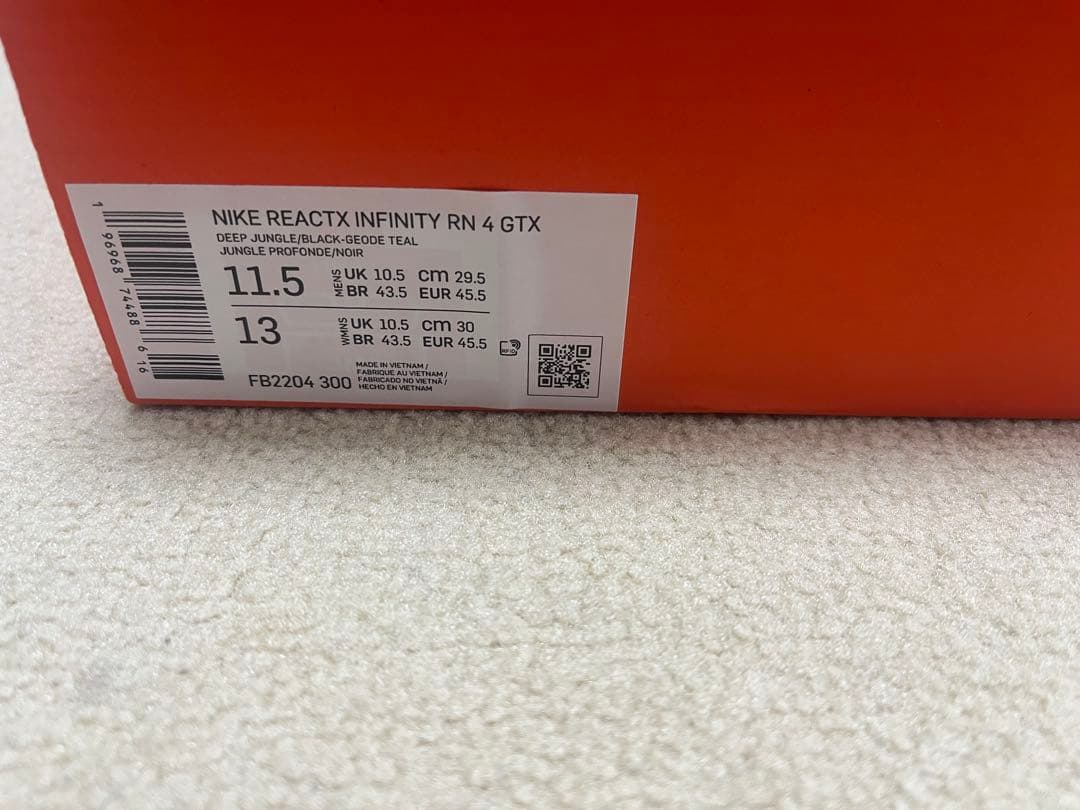 NIKE REACTX INFINITY RN 4 GTX
DEEP JUNGLE/BLACK-GEODE TEAL
JUNGLE PROFONDE/NOIR
11.5 MENS UK 10.5 CM 29.5
BR 43.5 EUR 45.5
13 WMNS UK 10.5 CM 30
BR 43.5 EUR 45.5
RFID
FB2204 300
MADE IN VIETNAM /
FABRIQUE AU VIETNAM /
FABRICADO NO VIETNÃ /
HECHO EN VIETNAM
1 96968 74488 6 16